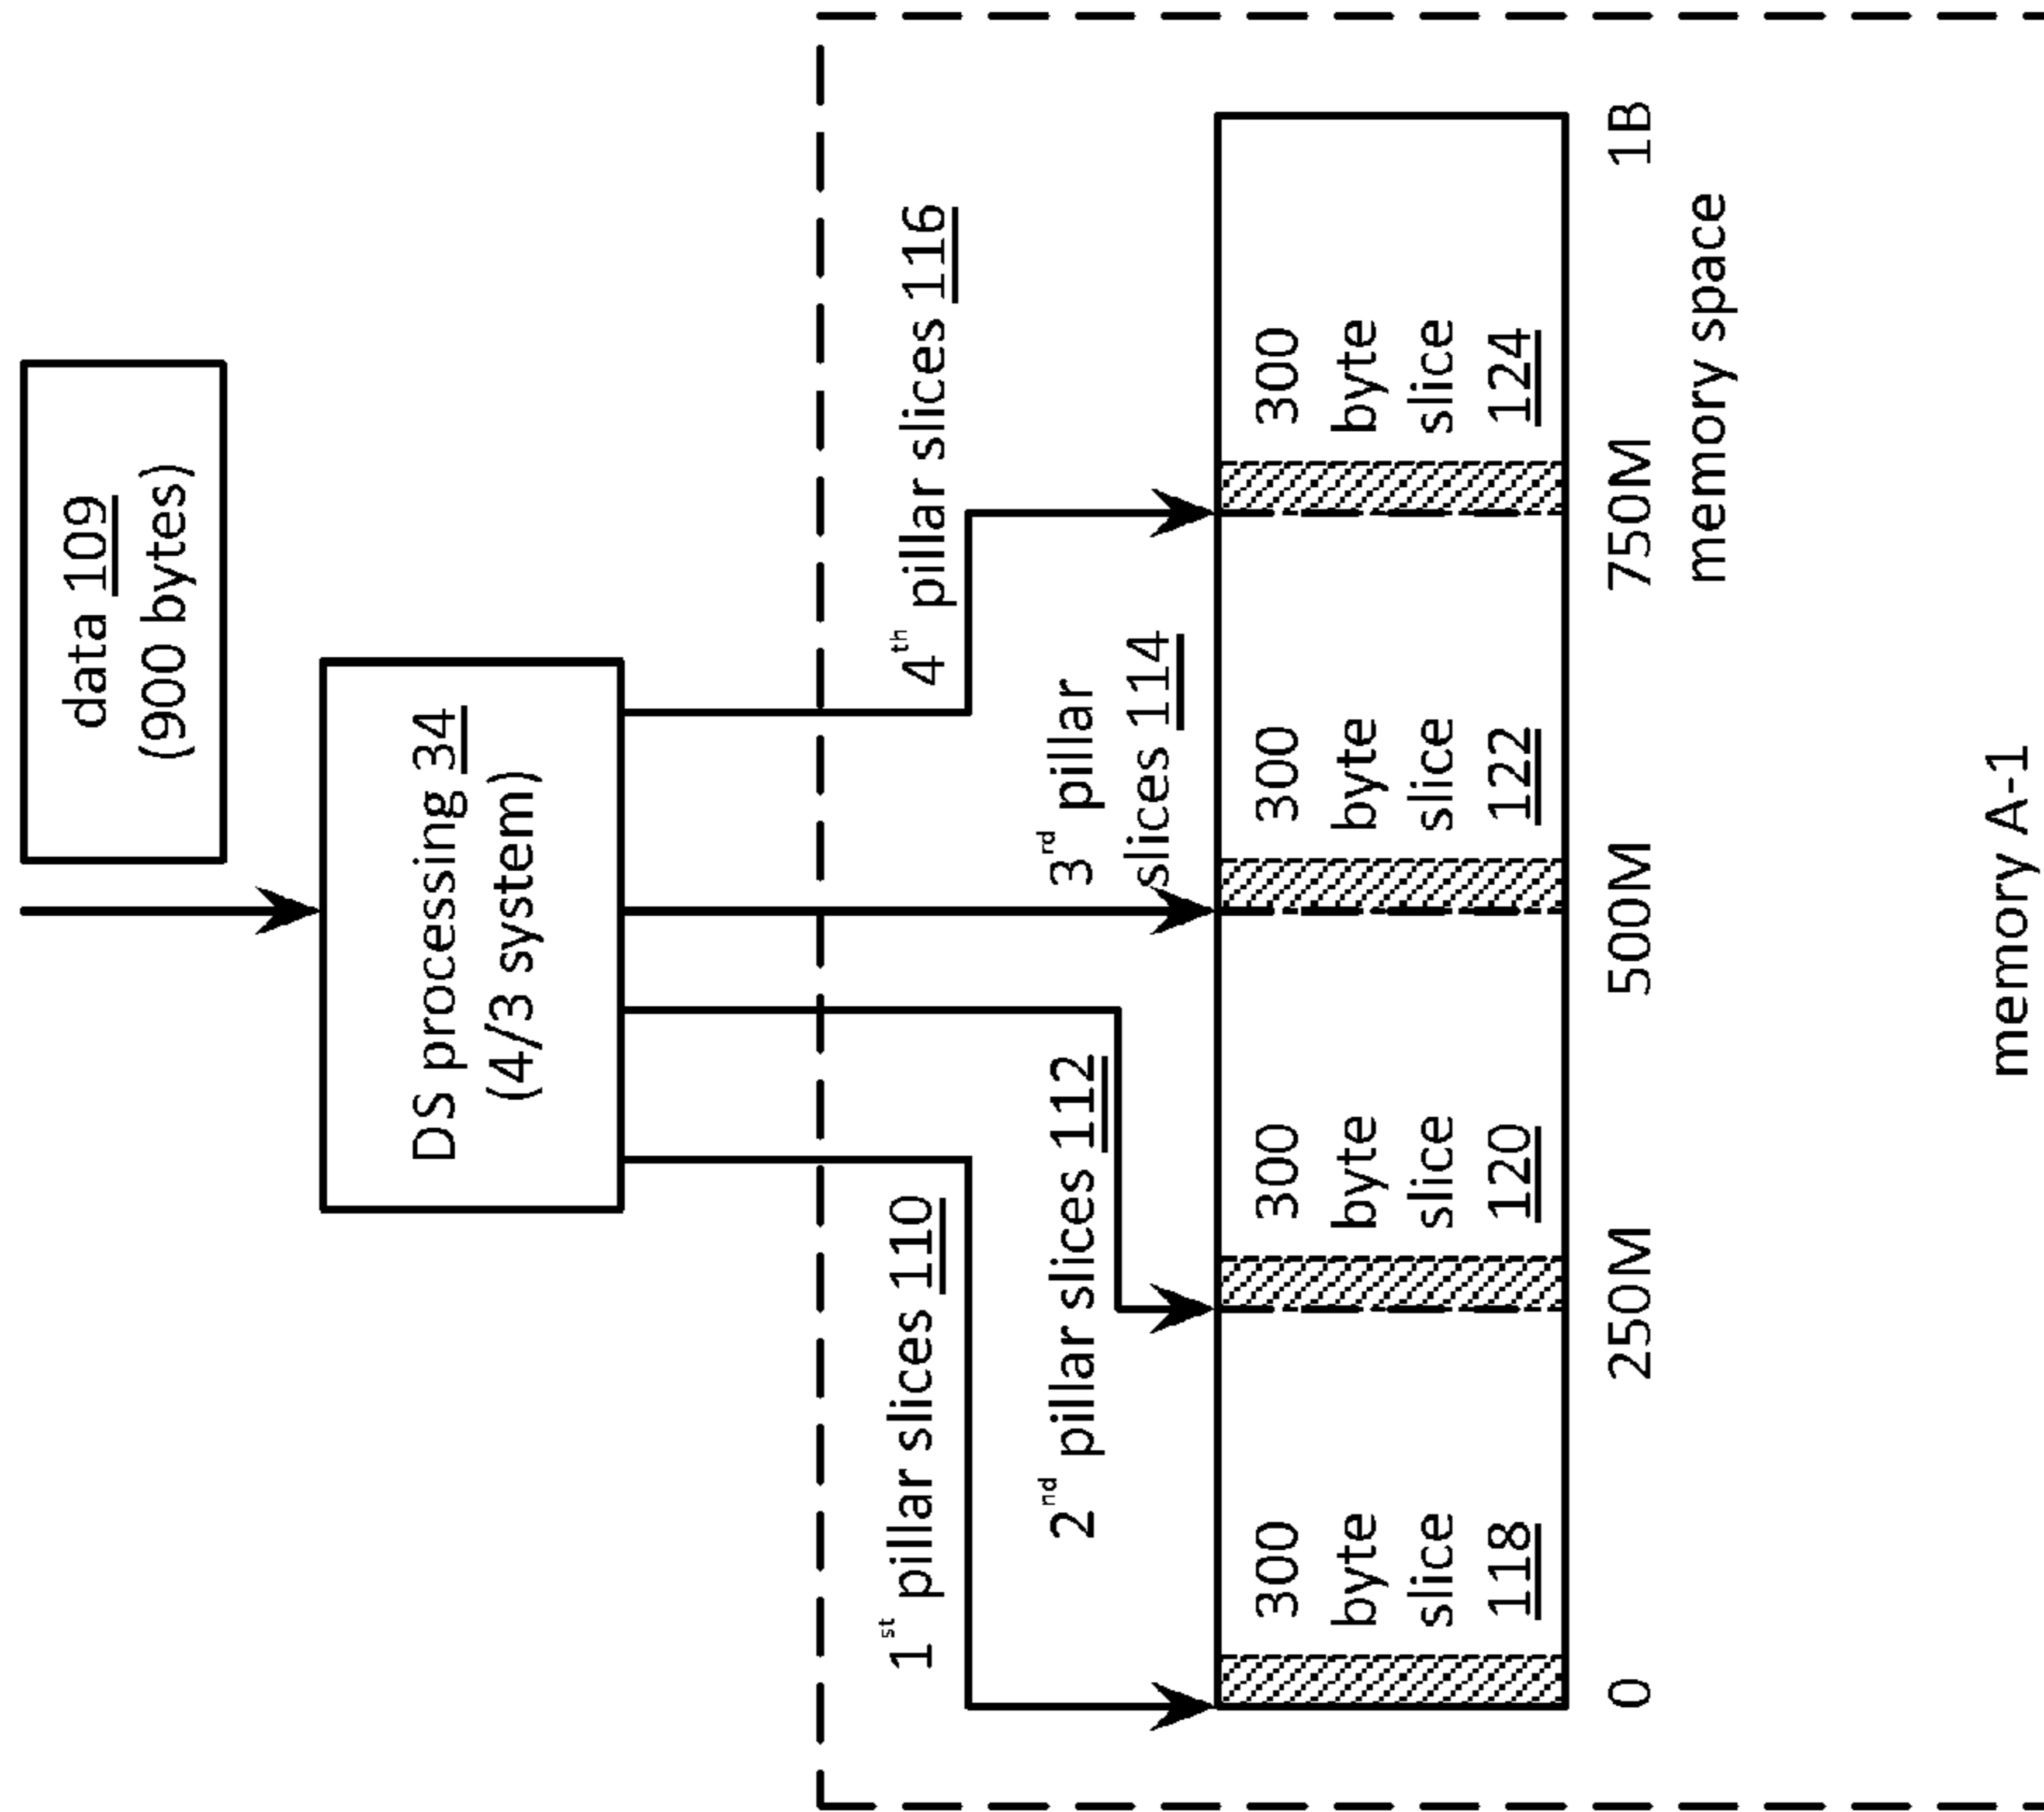 data 109
(900 bytes)
DS processing 34
(4/3 system)
1st pillar slices 110
2nd pillar slices 112
3rd pillar
slices 114
4th pillar slices 116
300
byte
slice
118
300
byte
slice
120
300
byte
slice
122
300
byte
slice
124
0
250M
500M
750M
1B
memory space
memory A-1